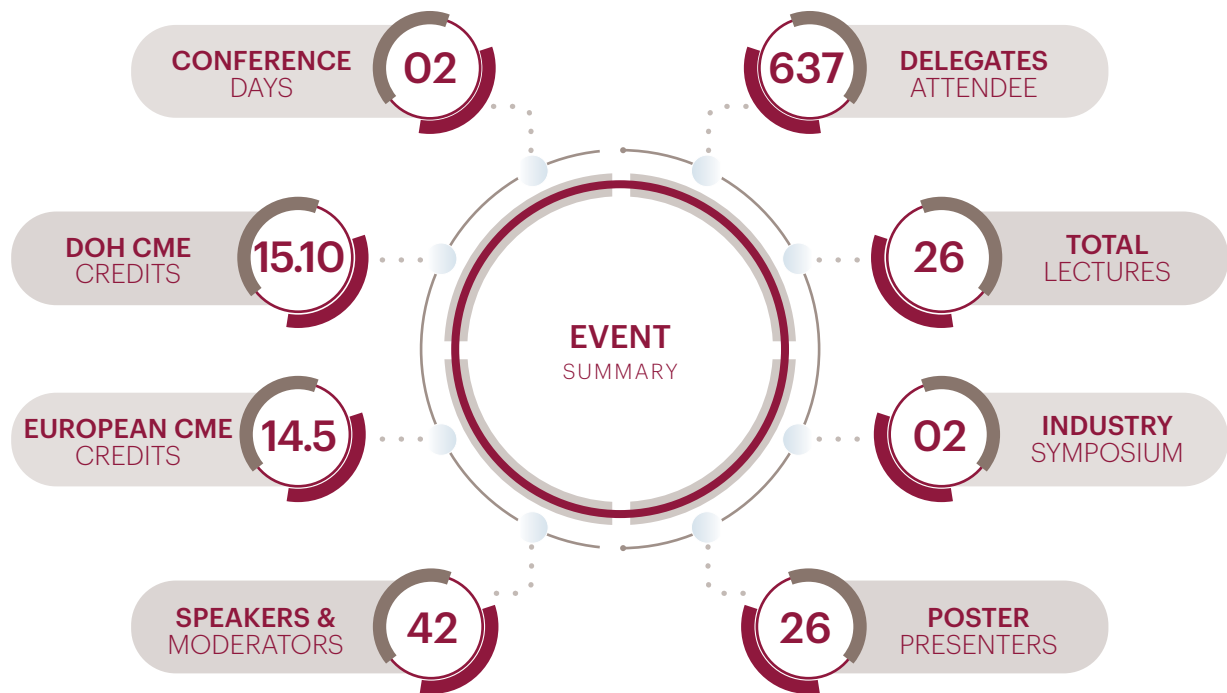 CONFERENCE
DAYS
02
637
DELEGATES
ATTENDEE
DOH CME
CREDITS
15.10
26
TOTAL
LECTURES
EVENT
SUMMARY
EUROPEAN CME
CREDITS
14.5
02
INDUSTRY
SYMPOSIUM
SPEAKERS &
MODERATORS
42
26
POSTER
PRESENTERS